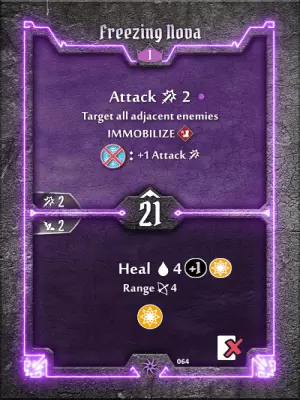 Freezing Nova
1
Attack 2
Target all adjacent enemies
IMMOBILIZE
: +1 Attack
2
21
2
Heal 4 +1
Range 4
064